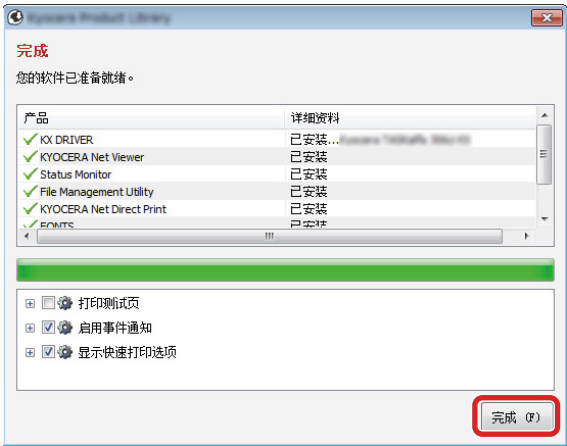 Kyocera Product Library
完成
您的软件已准备就绪。
产品 详细资料
KX DRIVER 已安装...
KYOCERA Net Viewer 已安装
Status Monitor 已安装
File Management Utility 已安装
KYOCERA Net Direct Print 已安装
FONTS 已安装
打印测试页
启用事件通知
显示快速打印选项
完成 (F)